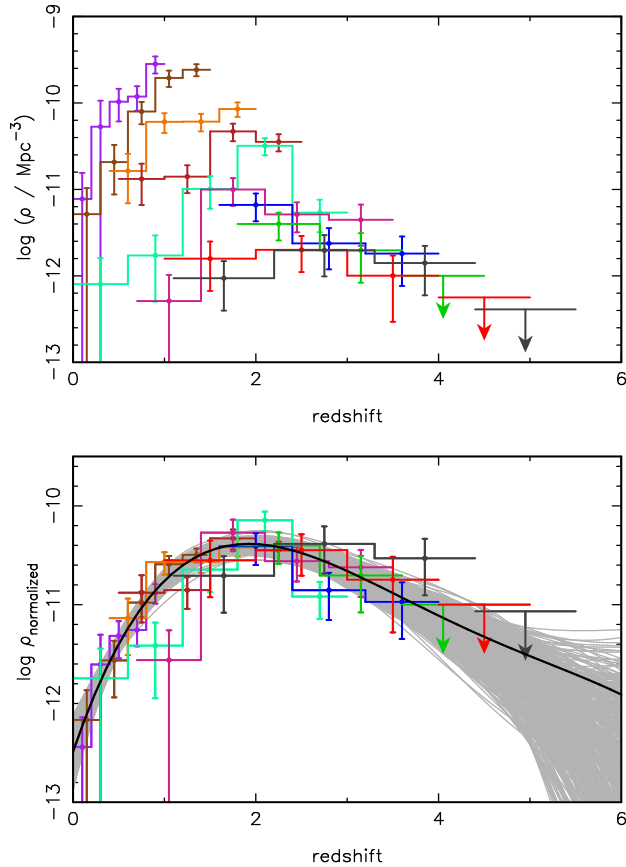 -9
-10
-11
-12
-13
log (ρ / Mpc⁻³)
0 2 4 6
redshift
-10
-11
-12
-13
log ρnormalized
0 2 4 6
redshift